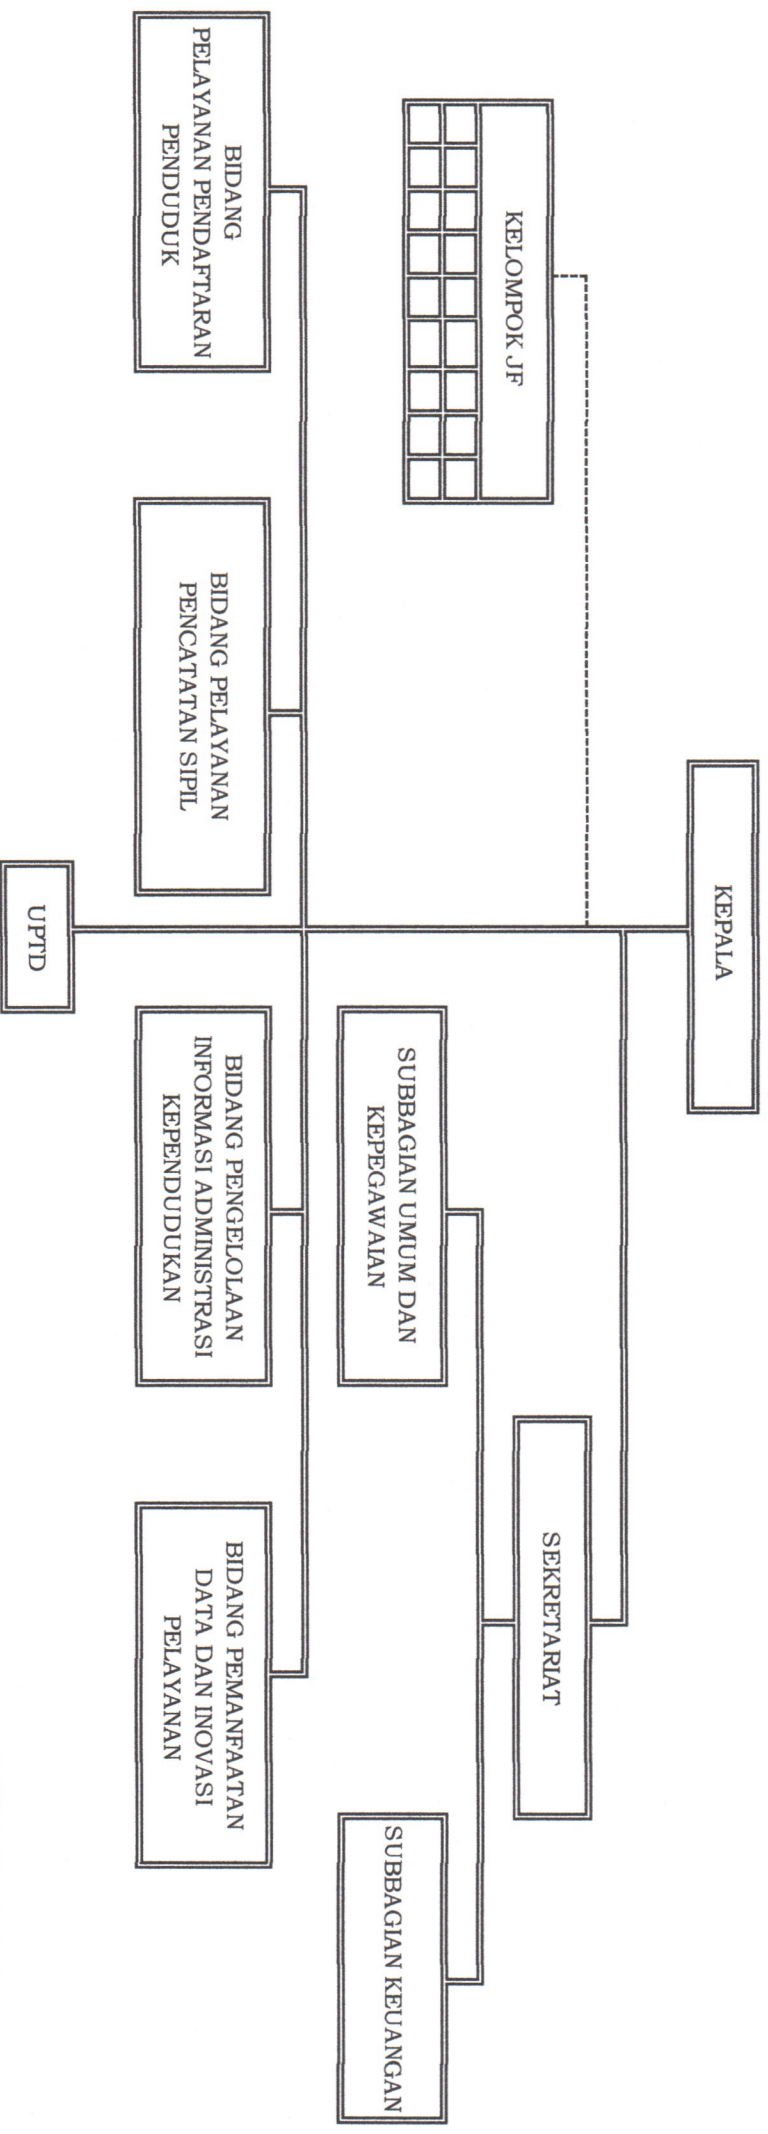 KEPALA
SEKRETARIAT
KELOMPOK JF
SUBBAGIAN UMUM DAN
KEPEGAWAIAN
SUBBAGIAN KEUANGAN
BIDANG
PELAYANAN PENDAFTARAN
PENDUDUK
BIDANG PELAYANAN
PENCATATAN SIPIL
BIDANG PENGELOLAAN
INFORMASI ADMINISTRASI
KEPENDUDUKAN
BIDANG PEMANFAATAN
DATA DAN INOVASI
PELAYANAN
UPTD